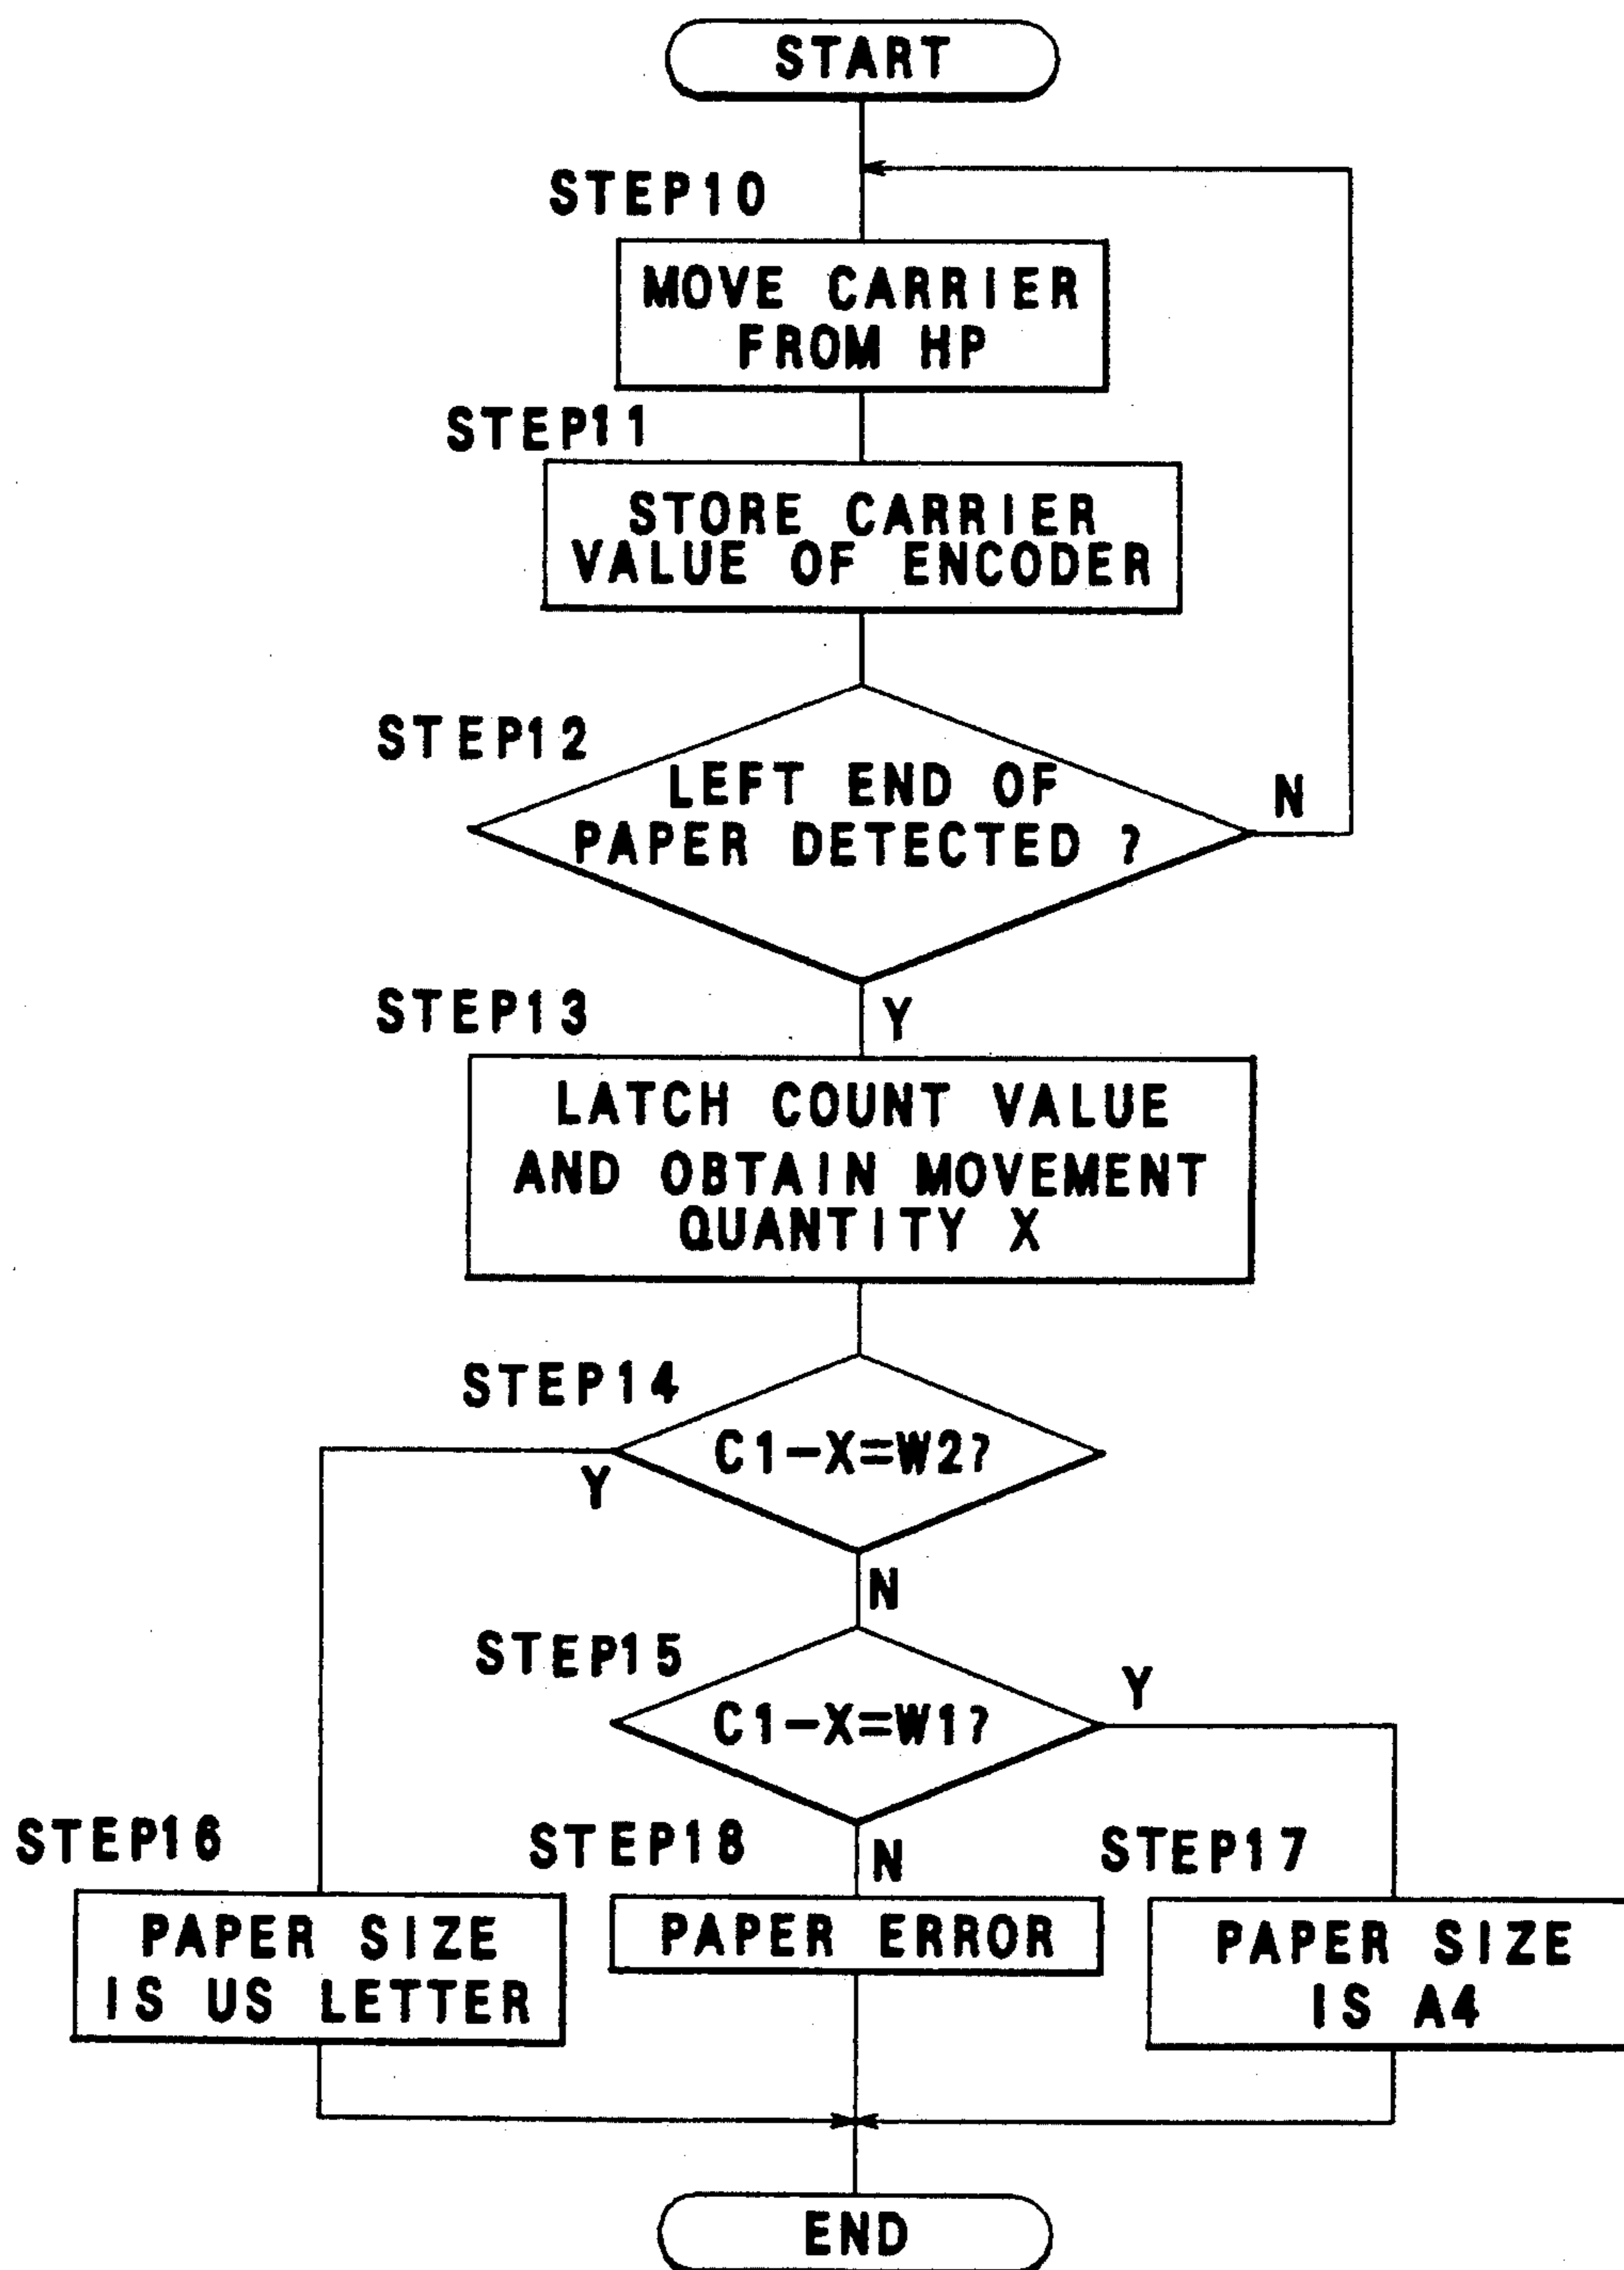 START
STEP10
MOVE CARRIER
FROM HP
STEP11
STORE CARRIER
VALUE OF ENCODER
STEP12
LEFT END OF
PAPER DETECTED ?
N
STEP13
Y
LATCH COUNT VALUE
AND OBTAIN MOVEMENT
QUANTITY X
STEP14
C1-X=W2?
Y
N
STEP15
C1-X=W1?
Y
STEP16
STEP18
N
STEP17
PAPER SIZE
IS US LETTER
PAPER ERROR
PAPER SIZE
IS A4
END